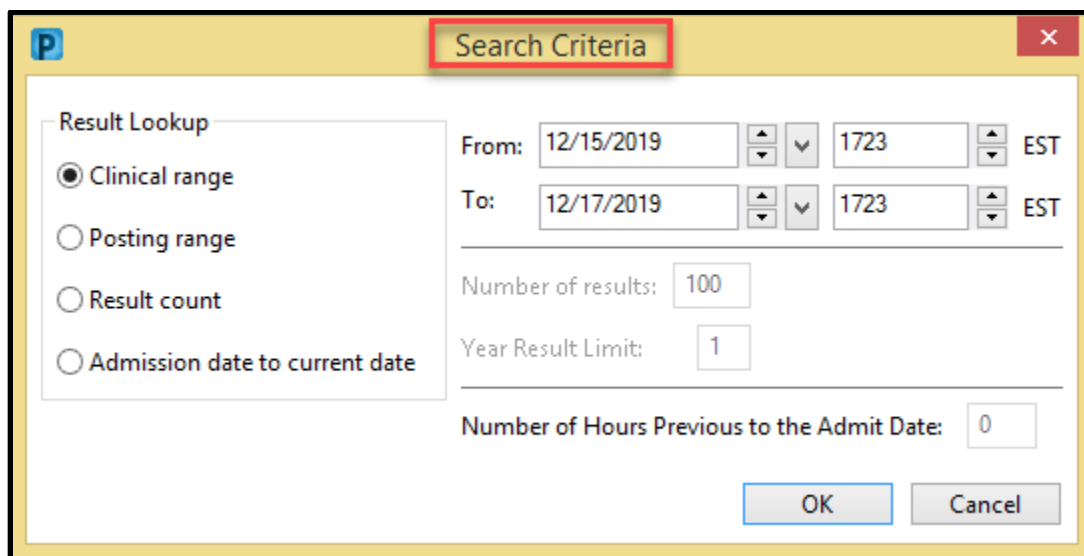 P
Search Criteria
Result Lookup
Clinical range
Posting range
Result count
Admission date to current date
From: 12/15/2019 1723 EST
To: 12/17/2019 1723 EST
Number of results: 100
Year Result Limit: 1
Number of Hours Previous to the Admit Date: 0
OK Cancel